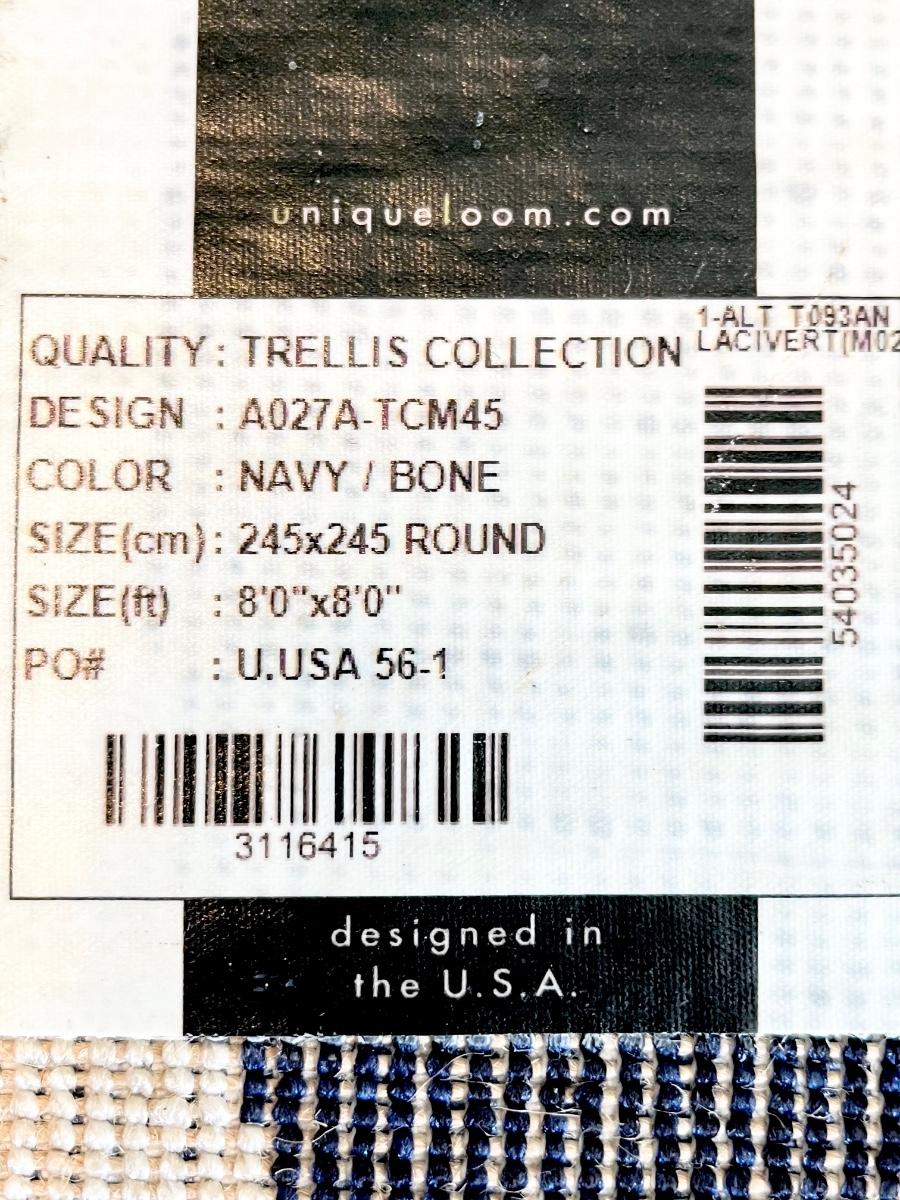 uniqueloom.com
1-ALT T093AN
LACIVERT(M02
QUALITY : TRELLIS COLLECTION
DESIGN : A027A-TCM45
COLOR : NAVY / BONE
SIZE(cm) : 245x245 ROUND
SIZE(ft) : 8'0"x8'0"
PO# : U.USA 56-1
54035024
3116415
designed in
the U.S.A.